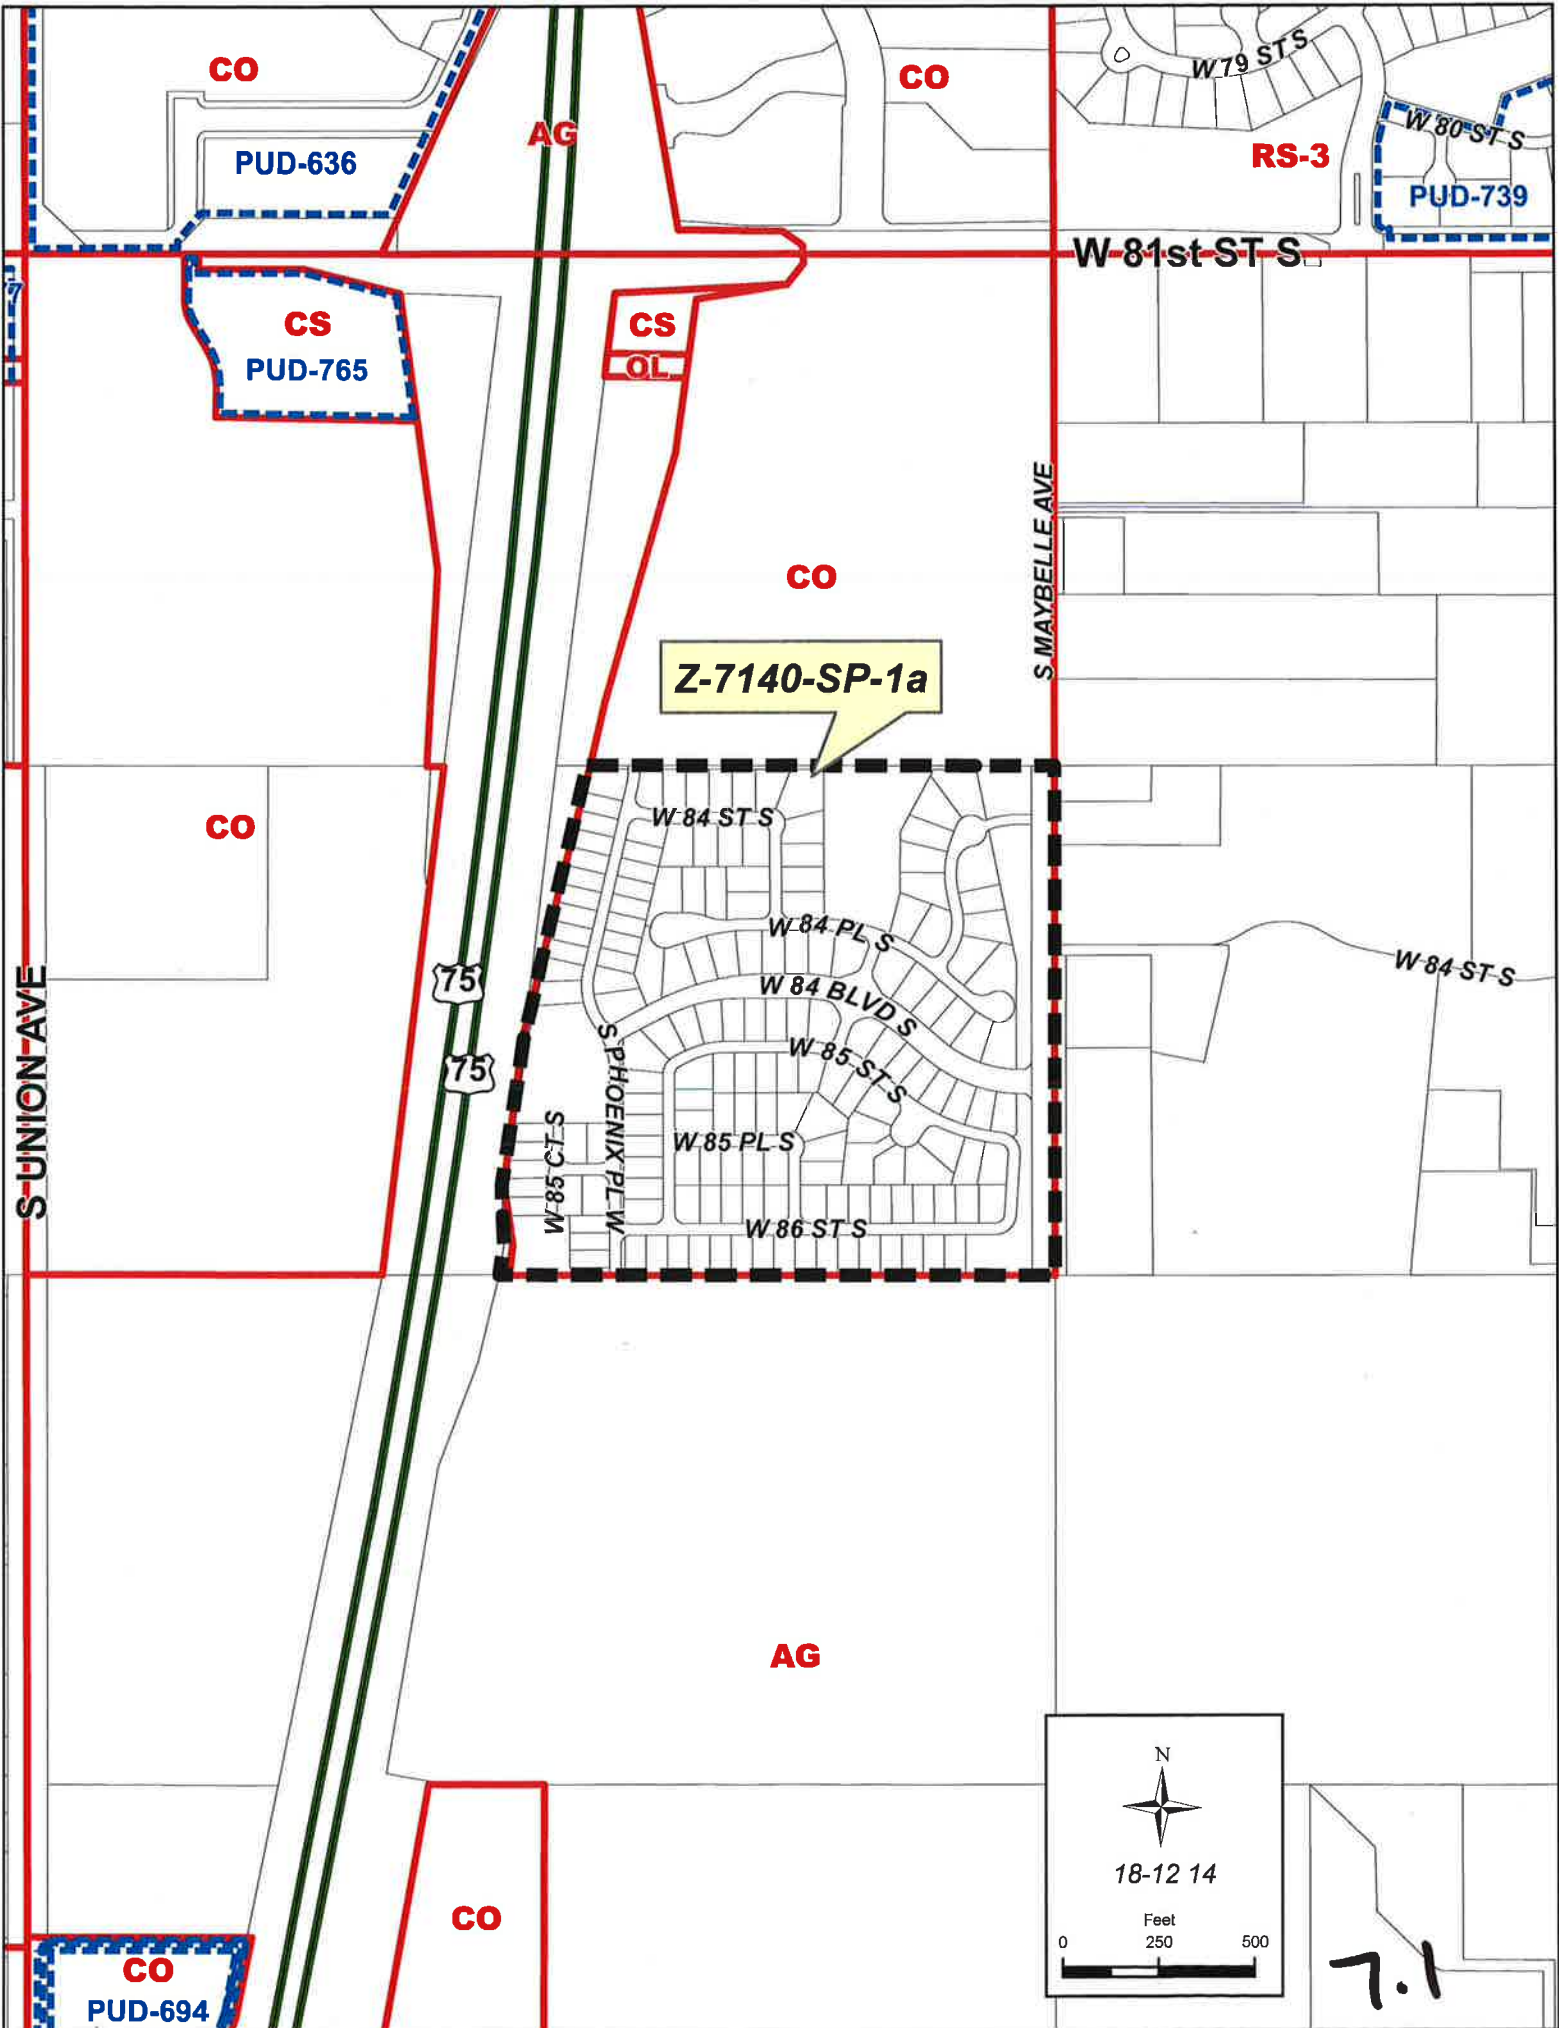 CO
CO
W 79 ST S
AG
W 80 ST S
PUD-636
RS-3
PUD-739
W 81st ST S
77
CS
CS
PUD-765
OL
S MAYBELLE AVE
CO
Z-7140-SP-1a
CO
W 84 ST S
W 84 PL S
W 84 ST S
75
W 84 BLVD S
S UNION AVE
75
W 85 ST S
S PHOENIX PL W
W 85 CT S
W 85 PL S
W 86 ST S
AG
N
18-12 14
Feet
0 250 500
CO
CO
PUD-694
7.1